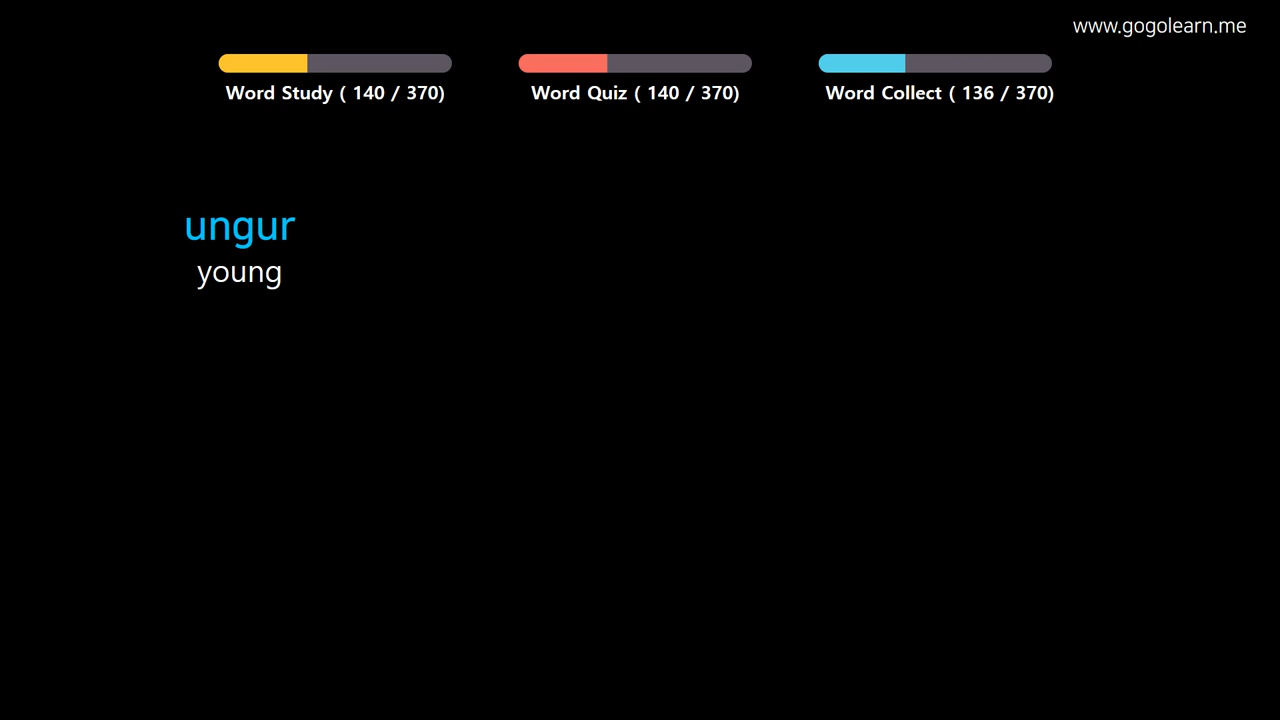 www.gogolearn.me
Word Study ( 140 / 370)
Word Quiz ( 140 / 370)
Word Collect ( 136 / 370)
ungur
young